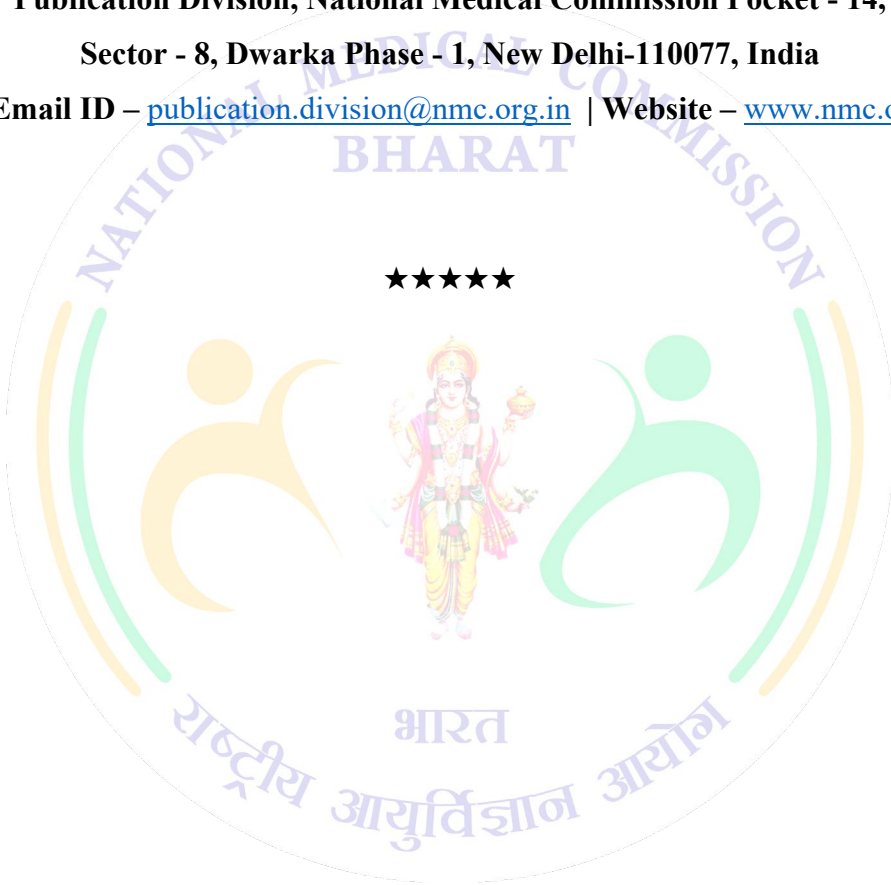 Publication Division, National Medical Commission Pocket - 14,
Sector - 8, Dwarka Phase - 1, New Delhi-110077, India
Email ID – publication.division@nmc.org.in | Website – www.nmc.o
NATIONAL MEDICAL COMMISSION
BHARAT
★★★★★
भारत
राष्ट्रीय आयुर्विज्ञान आयोग